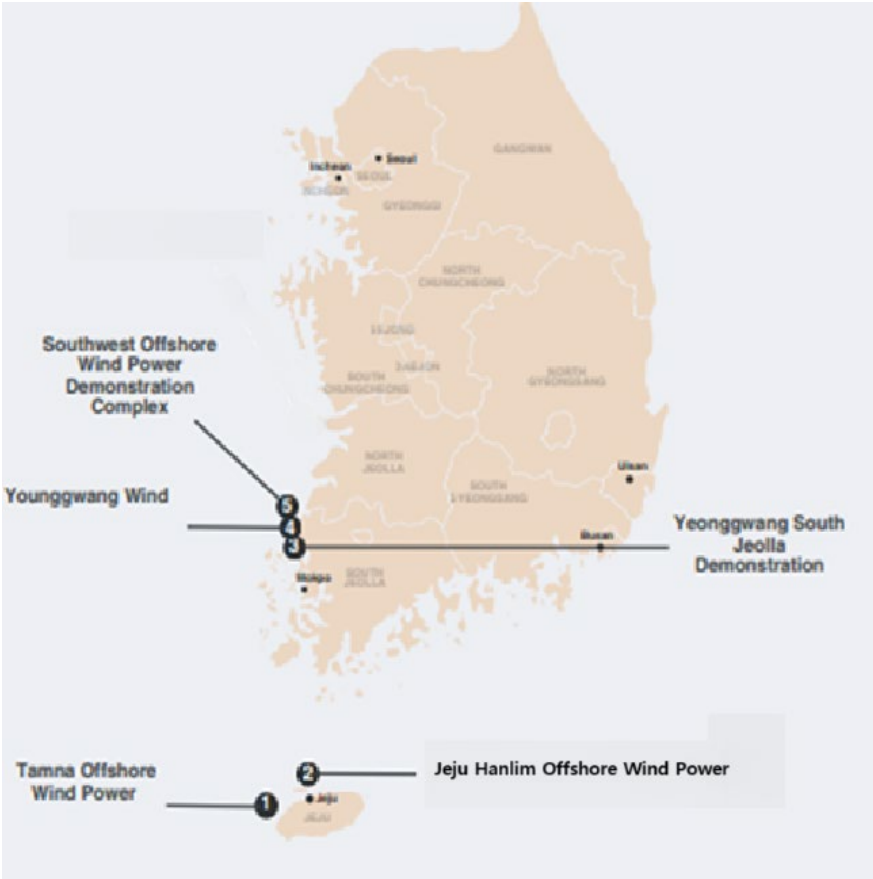 GANGWAN
Incheon
Seoul
SEOUL
INCHEON
GYEONGGI
NORTH
CHUNGCHEONG
SEJONG
Southwest Offshore
Wind Power
Demonstration
Complex
DAEJON
SOUTH
CHUNGCHEONG
NORTH
GYEONGSANG
NORTH
JEOLLA
Ulsan
SOUTH
GYEONGSANG
Younggwang Wind
5
4
3
Busan
Yeonggwang South
Jeolla
Demonstration
Mokpo
SOUTH
JEOLLA
Tamna Offshore
Wind Power
2
Jeju Hanlim Offshore Wind Power
1
Jeju
JEJU